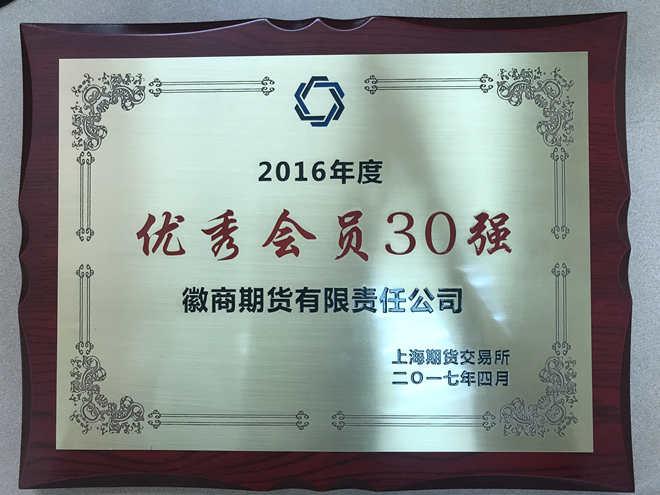 2016年度
优秀会员30强
徽商期货有限责任公司
上海期货交易所
二〇一七年四月